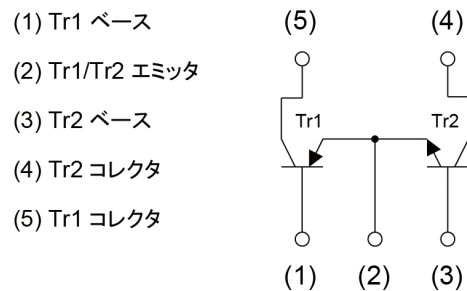 (1) Tr1 ベース
(2) Tr1/Tr2 エミッタ
(3) Tr2 ベース
(4) Tr2 コレクタ
(5) Tr1 コレクタ
(5) (4)
Tr1 Tr2
(1) (2) (3)